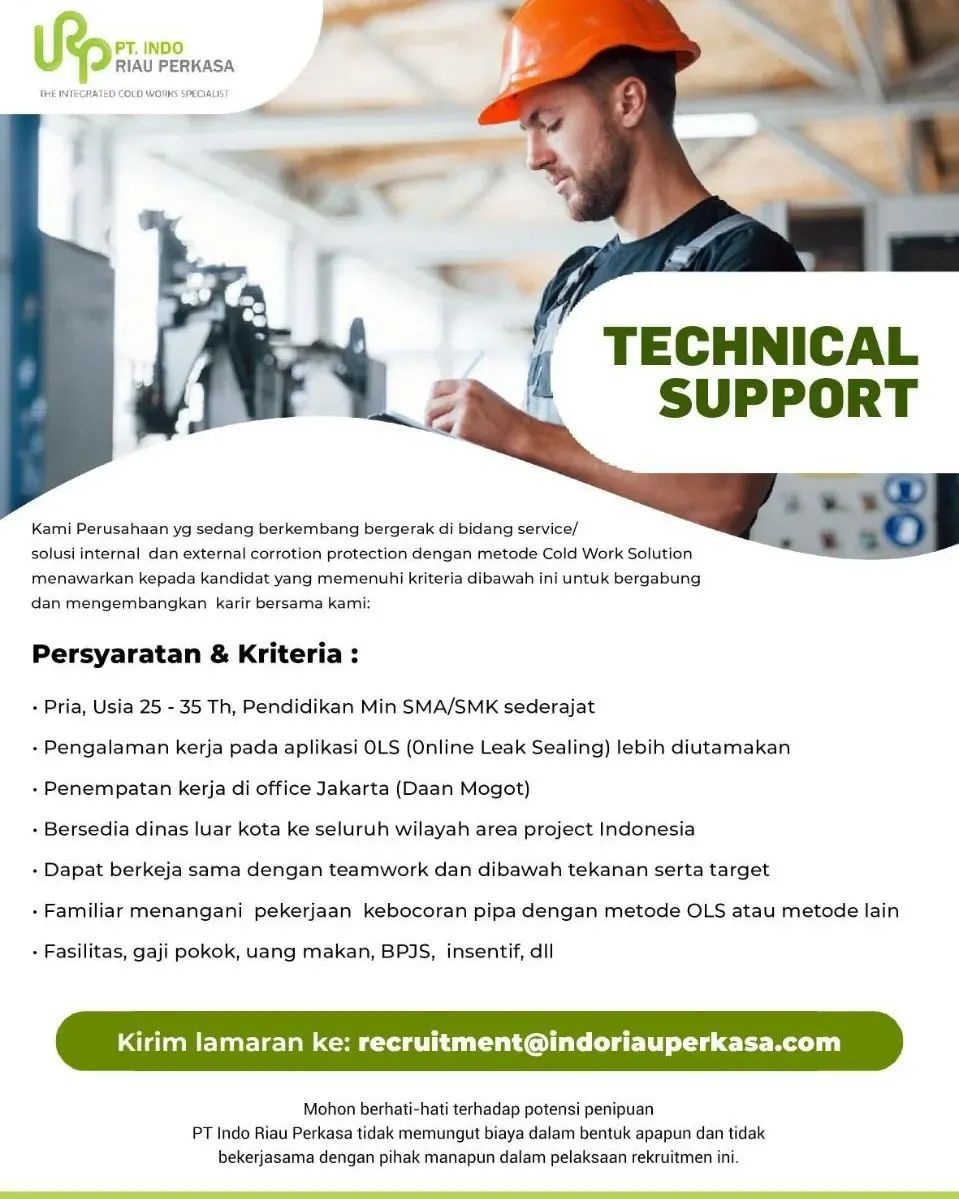 PT. INDO
RIAU PERKASA
THE INTEGRATED COLD WORKS SPECIALIST
TECHNICAL
SUPPORT
Kami Perusahaan yg sedang berkembang bergerak di bidang service/
solusi internal dan external corrotion protection dengan metode Cold Work Solution
menawarkan kepada kandidat yang memenuhi kriteria dibawah ini untuk bergabung
dan mengembangkan karir bersama kami:
Persyaratan & Kriteria :
• Pria, Usia 25 - 35 Th, Pendidikan Min SMA/SMK sederajat
• Pengalaman kerja pada aplikasi 0LS (0nline Leak Sealing) lebih diutamakan
• Penempatan kerja di office Jakarta (Daan Mogot)
• Bersedia dinas luar kota ke seluruh wilayah area project Indonesia
• Dapat berkeja sama dengan teamwork dan dibawah tekanan serta target
• Familiar menangani pekerjaan kebocoran pipa dengan metode OLS atau metode lain
• Fasilitas, gaji pokok, uang makan, BPJS, insentif, dll
Kirim lamaran ke: recruitment@indoriauperkasa.com
Mohon berhati-hati terhadap potensi penipuan
PT Indo Riau Perkasa tidak memungut biaya dalam bentuk apapun dan tidak
bekerjasama dengan pihak manapun dalam pelaksaan rekruitmen ini.